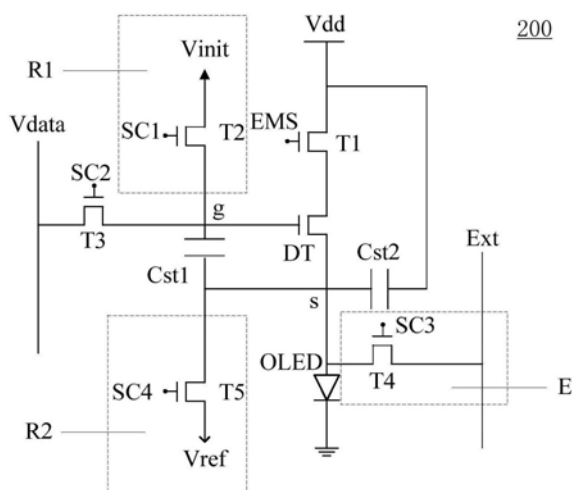 Vdd
200
R1
Vinit
Vdata
SC1
T2
EMS
T1
SC2
g
T3
DT
Ext
Cst1
Cst2
s
SC3
OLED
SC4
T5
T4
E
R2
Vref